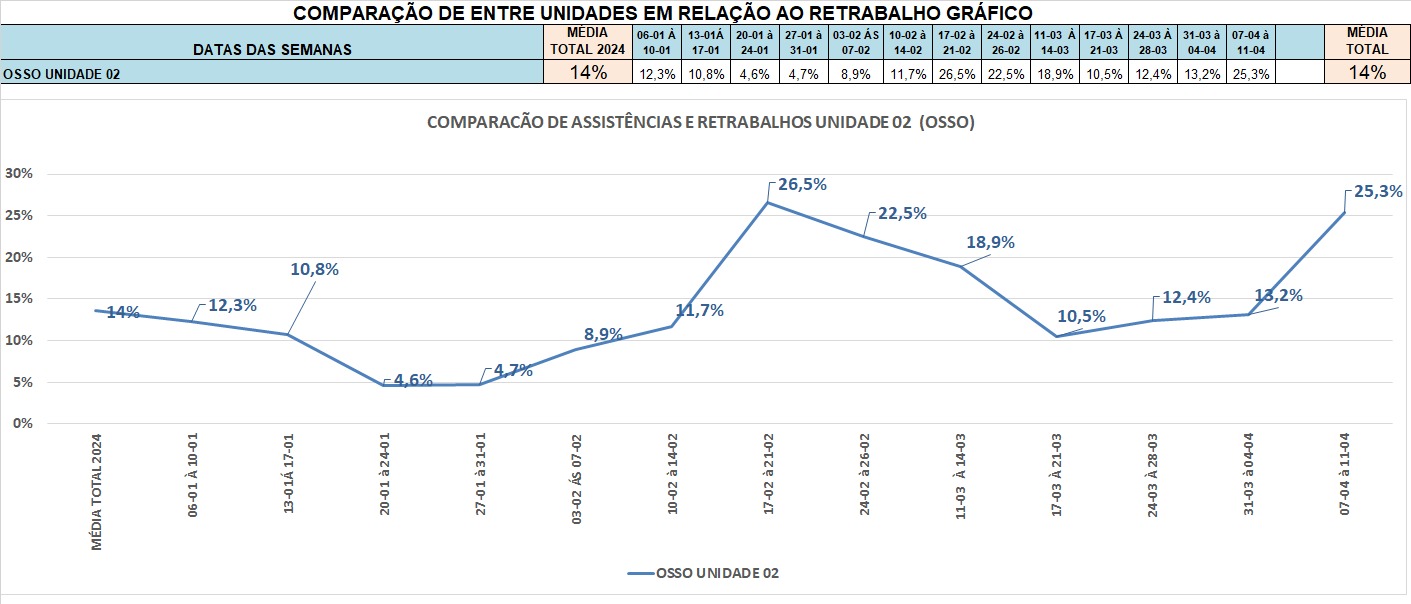 COMPARAÇÃO DE ENTRE UNIDADES EM RELAÇÃO AO RETRABALHO GRÁFICO
DATAS DAS SEMANAS
MÉDIA TOTAL 2024
06-01 À 10-01
13-01Á 17-01
20-01 à 24-01
27-01 à 31-01
03-02 ÁS 07-02
10-02 à 14-02
17-02 à 21-02
24-02 à 26-02
11-03 À 14-03
17-03 À 21-03
24-03 À 28-03
31-03 à 04-04
07-04 à 11-04
MÉDIA TOTAL
OSSO UNIDADE 02 14% 12,3% 10,8% 4,6% 4,7% 8,9% 11,7% 26,5% 22,5% 18,9% 10,5% 12,4% 13,2% 25,3% 14%
COMPARACÃO DE ASSISTÊNCIAS E RETRABALHOS UNIDADE 02 (OSSO)
30%
25%
20%
15%
10%
5%
0%
14%
12,3%
10,8%
4,6%
4,7%
8,9%
11,7%
26,5%
22,5%
18,9%
10,5%
12,4%
13,2%
25,3%
MÉDIA TOTAL 2024
06-01 À 10-01
13-01Á 17-01
20-01 à 24-01
27-01 à 31-01
03-02 ÁS 07-02
10-02 à 14-02
17-02 à 21-02
24-02 à 26-02
11-03 À 14-03
17-03 À 21-03
24-03 À 28-03
31-03 à 04-04
07-04 à 11-04
OSSO UNIDADE 02